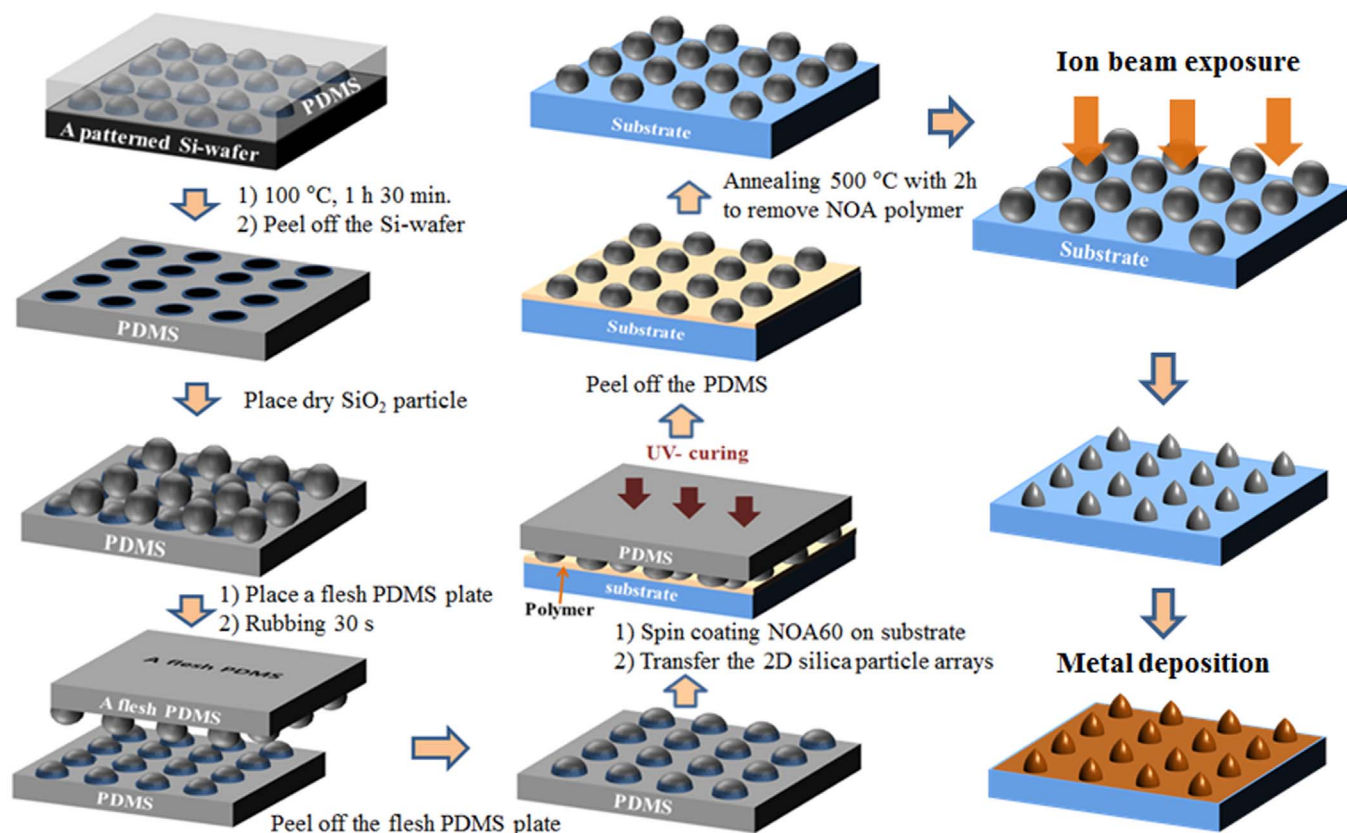 PDMS
A patterned Si-wafer
1) 100 °C, 1 h 30 min.
2) Peel off the Si-wafer
PDMS
Place dry SiO₂ particle
PDMS
1) Place a flesh PDMS plate
2) Rubbing 30 s
A flesh PDMS
A flesh PDMS
PDMS
Peel off the flesh PDMS plate
PDMS
1) Spin coating NOA60 on substrate
2) Transfer the 2D silica particle arrays
UV- curing
PDMS
substrate
Polymer
Peel off the PDMS
Substrate
Annealing 500 °C with 2h
to remove NOA polymer
Substrate
Ion beam exposure
Substrate
Metal deposition